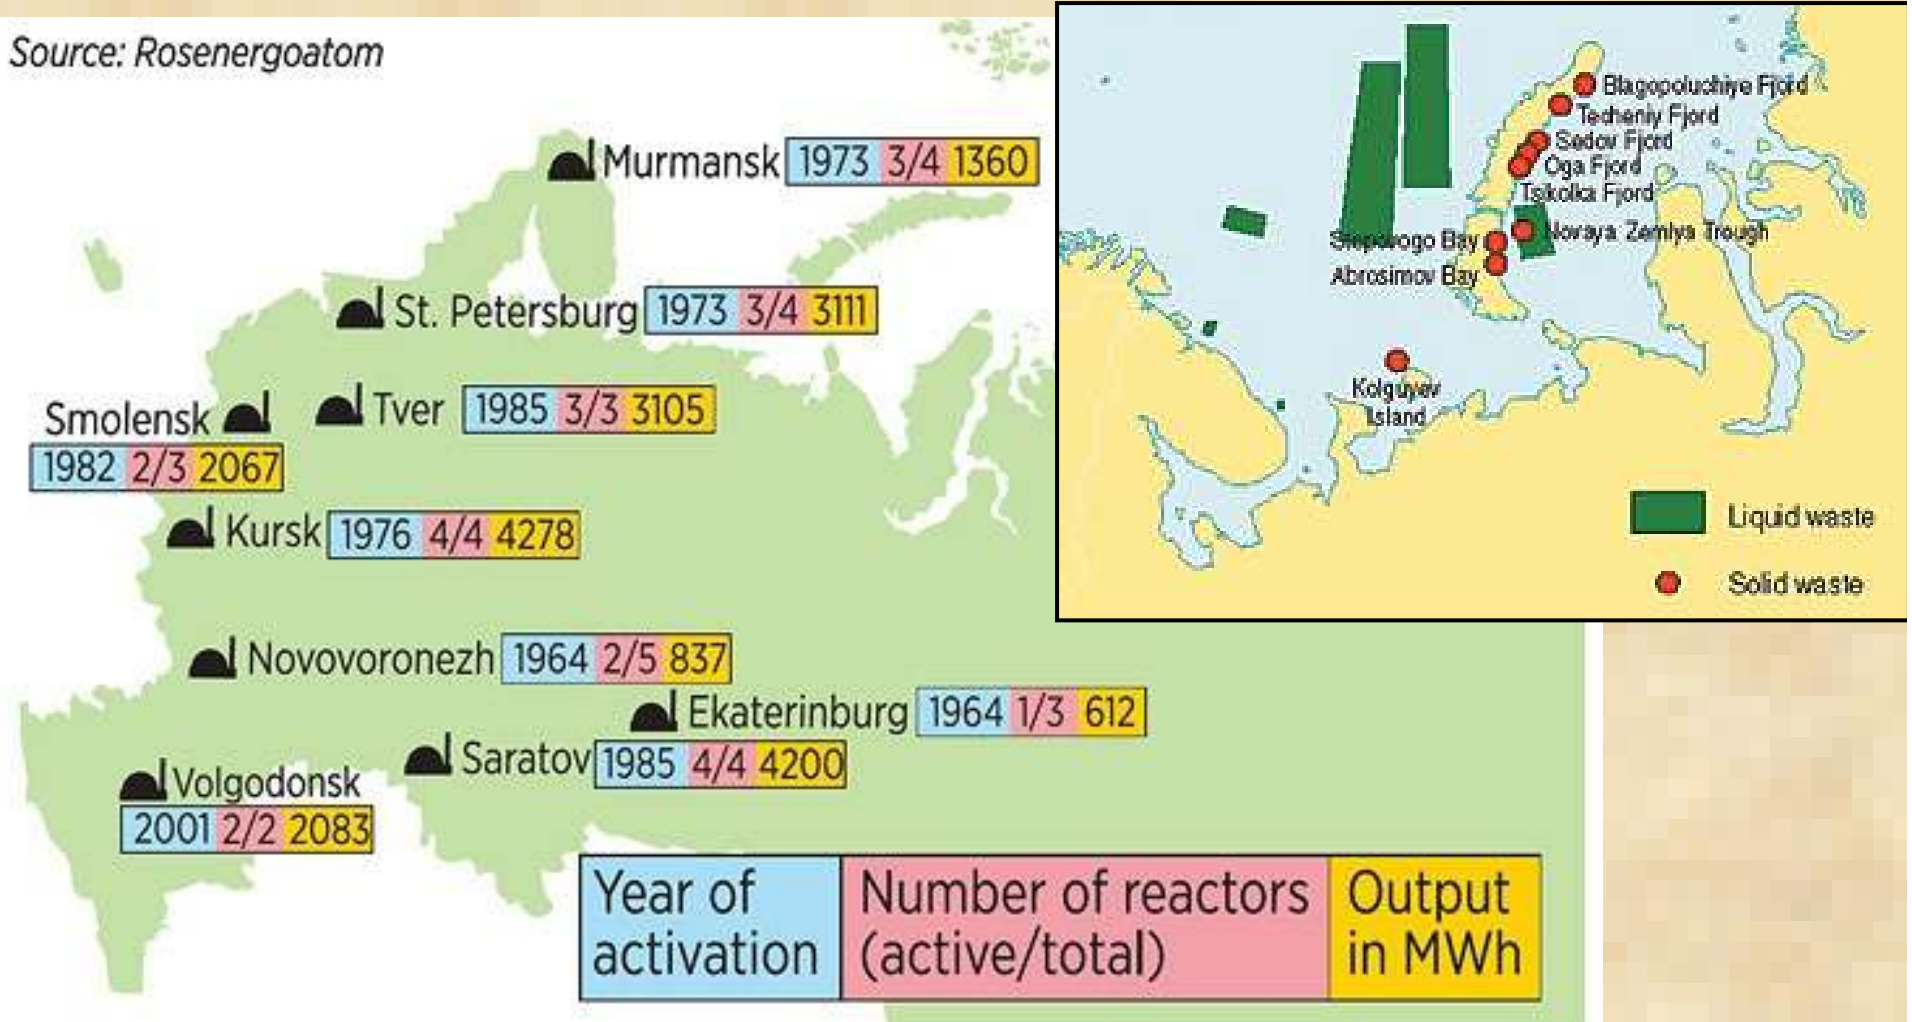 Source: Rosenergoatom
Murmansk 1973 3/4 1360
St. Petersburg 1973 3/4 3111
Tver 1985 3/3 3105
Smolensk
1982 2/3 2067
Kursk 1976 4/4 4278
Novovoronezh 1964 2/5 837
Ekaterinburg 1964 1/3 612
Saratov 1985 4/4 4200
Volgodonsk
2001 2/2 2083
Year of
activation
Number of reactors
(active/total)
Output
in MWh
Blagopoluchiye Fjord
Techeniy Fjord
Sedov Fjord
Oga Fjord
Tsikolka Fjord
Novaya Zemlya Trough
Stepovogo Bay
Abrosimov Bay
Kolguyev
Island
Liquid waste
Solid waste